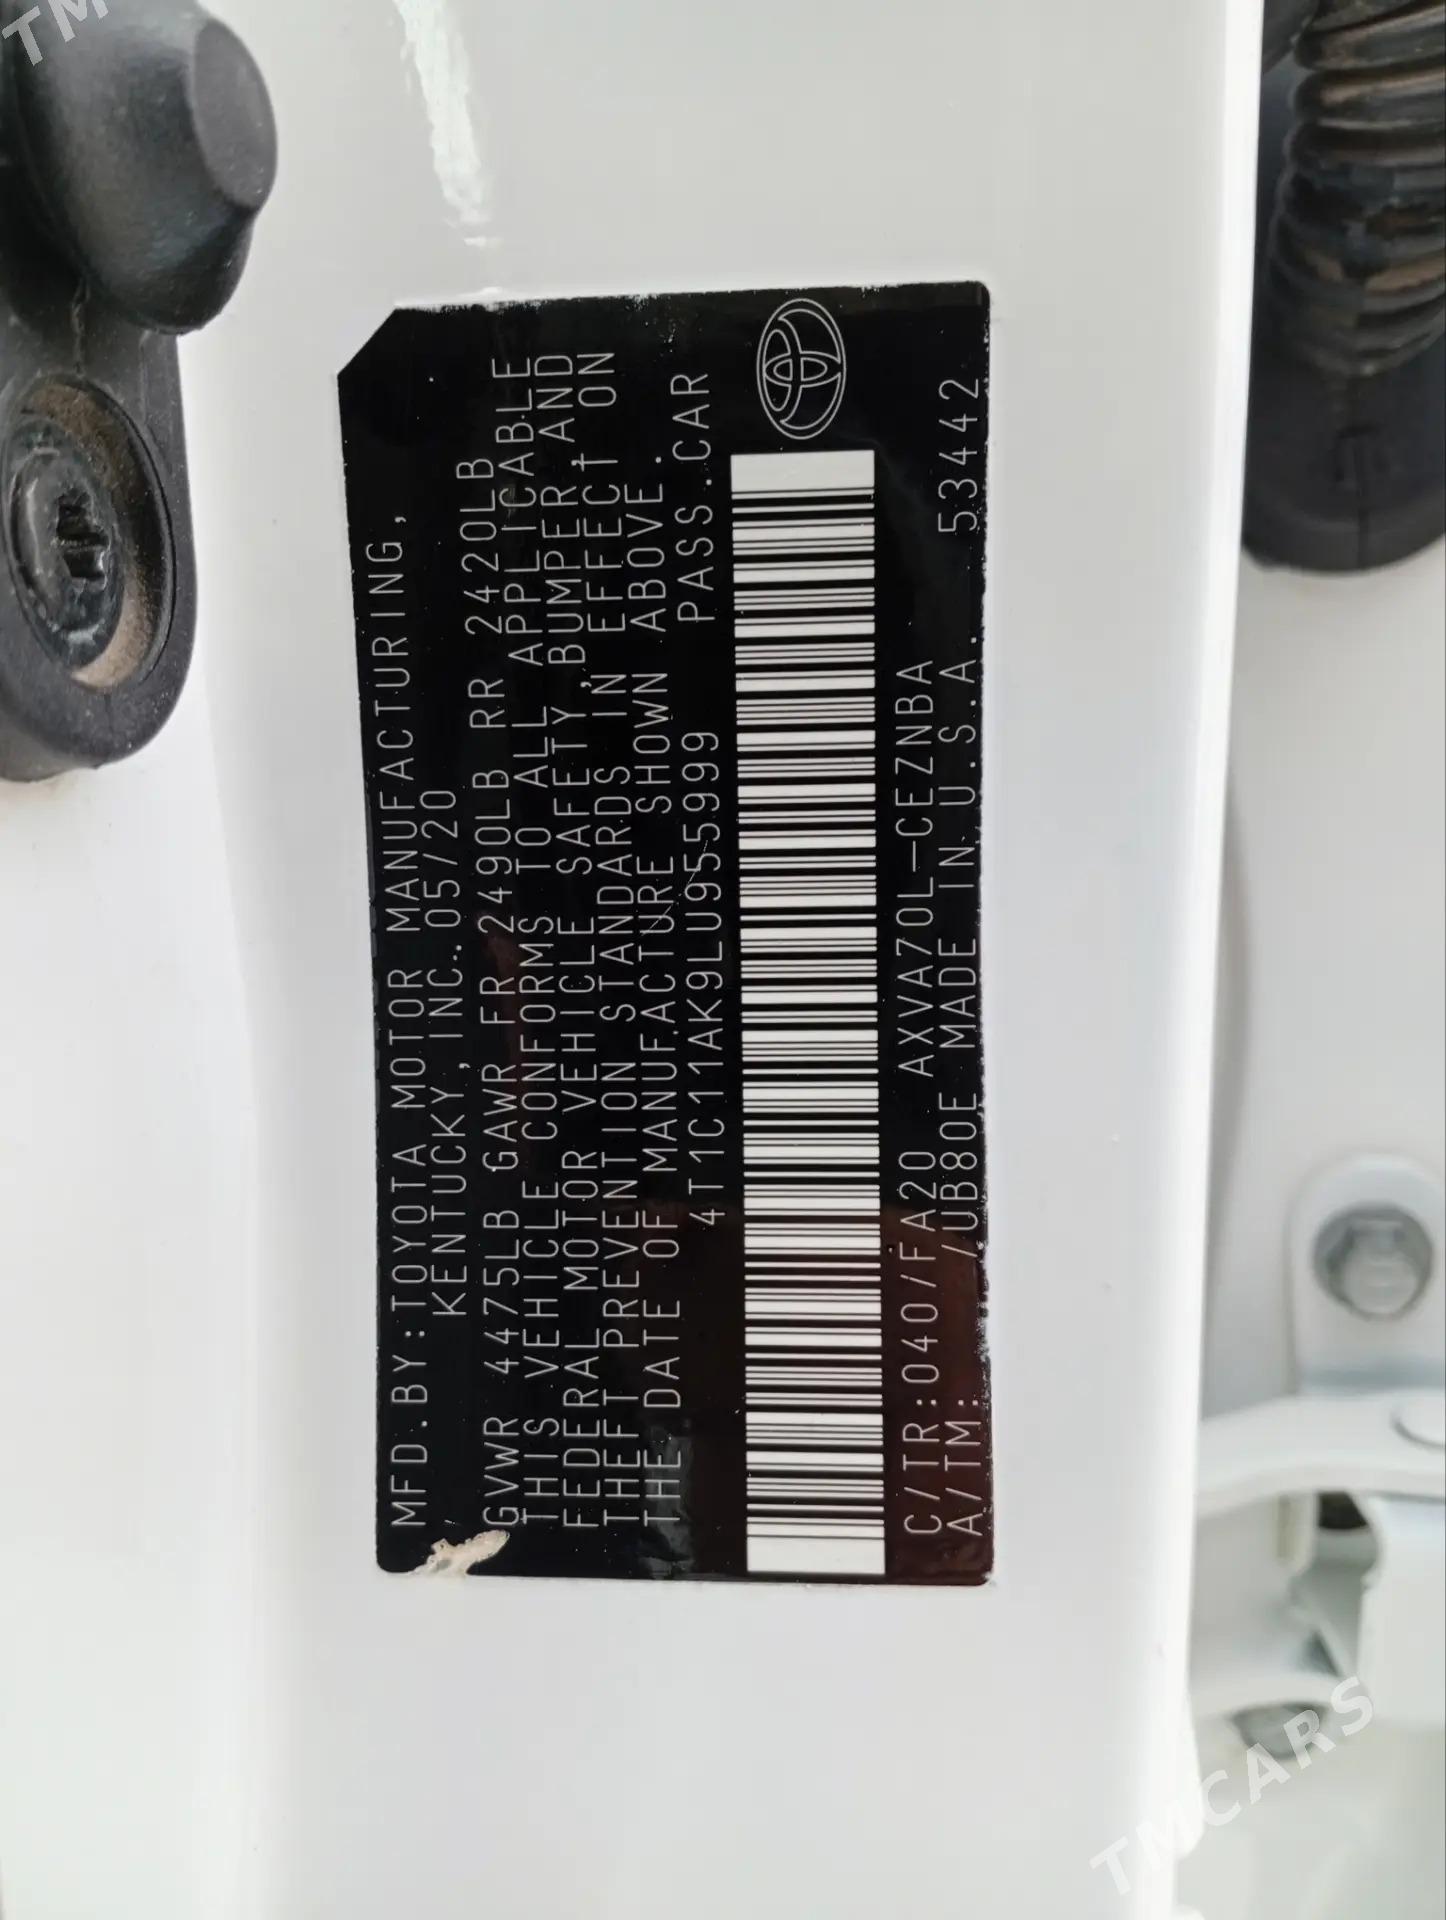 MFD.BY:TOYOTA MOTOR MANUFACTURING,
KENTUCKY, INC. 05/20
GVWR 4475LB GAWR FR 2490LB RR 2420LB
THIS VEHICLE CONFORMS TO ALL APPLICABLE
FEDERAL MOTOR VEHICLE SAFETY,BUMPER,AND
THEFT PREVENTION STANDARDS IN EFFECT ON
THE DATE OF MANUFACTURE SHOWN ABOVE.
4T1C11AK9LU955999 PASS.CAR
C/TR:040/FA20 AXVA70L-CEZNBA
A/TM: /UB80E MADE IN U.S.A. 53442
TMCARS
TM